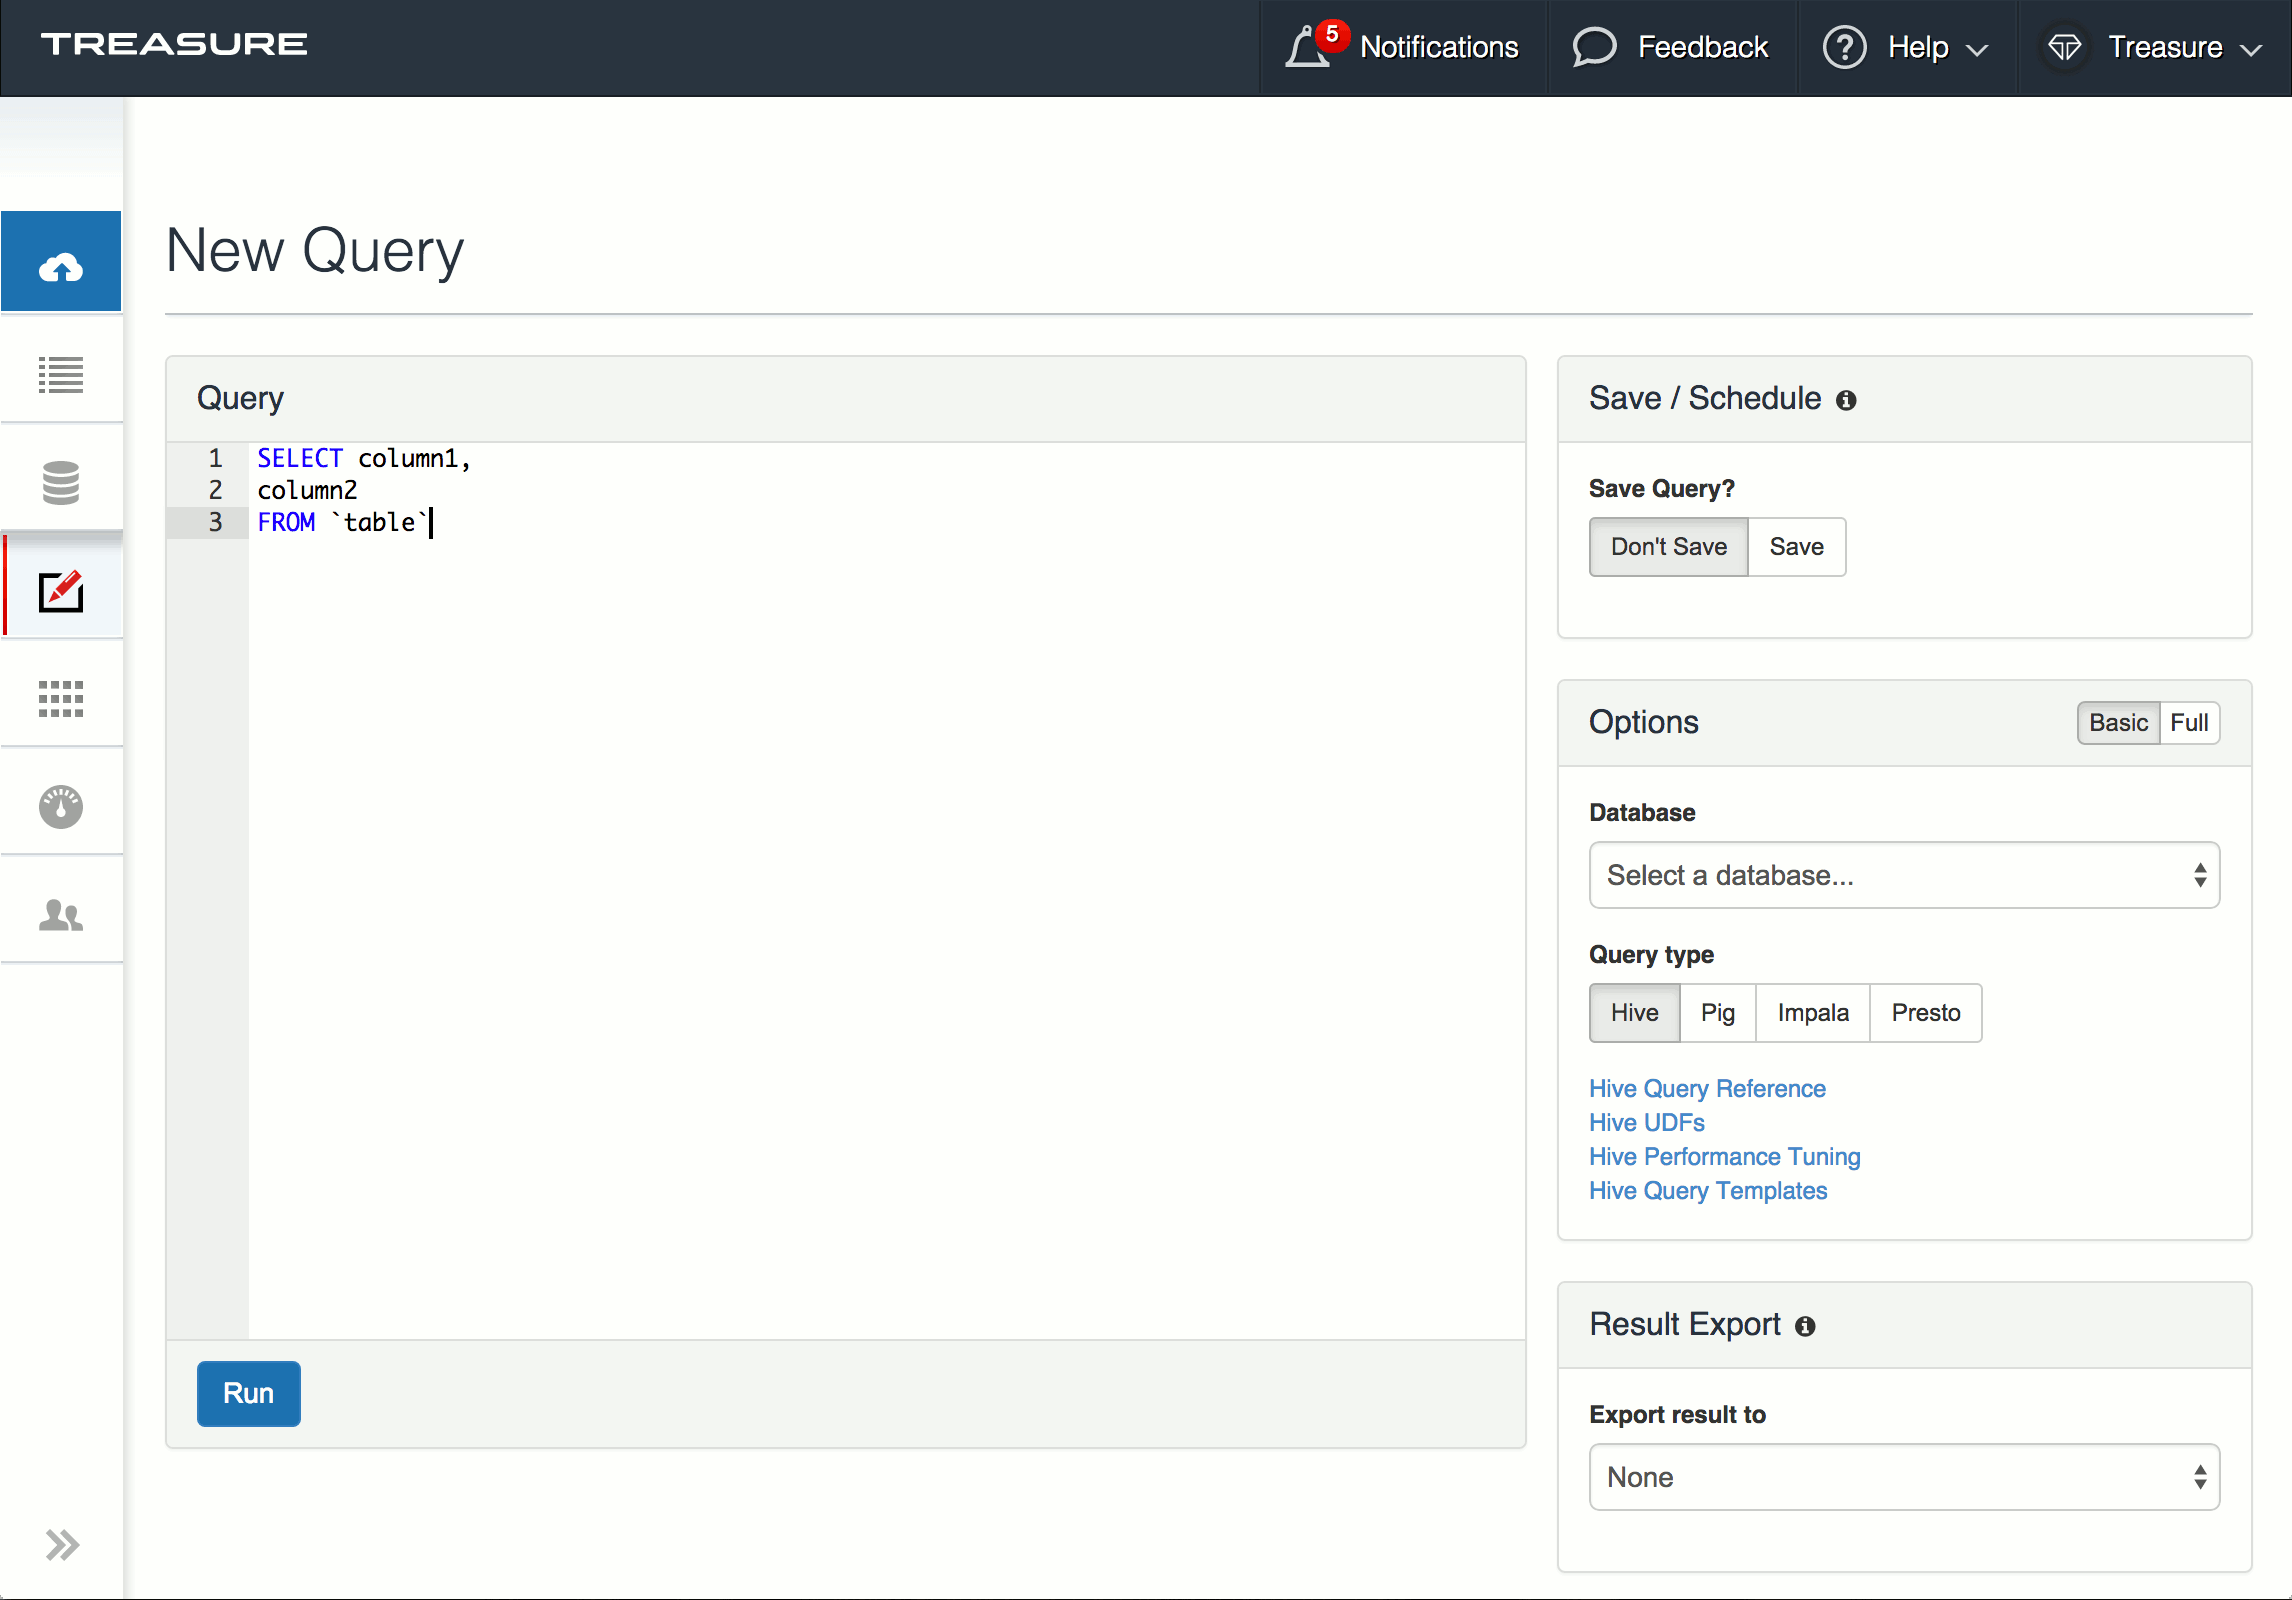 TREASURE
5 Notifications
Feedback
Help
Treasure
New Query
Query
1 SELECT column1,
2 column2
3 FROM `table`
Run
Save / Schedule
Save Query?
Don't Save Save
Options
Basic Full
Database
Select a database...
Query type
Hive Pig Impala Presto
Hive Query Reference
Hive UDFs
Hive Performance Tuning
Hive Query Templates
Result Export
Export result to
None